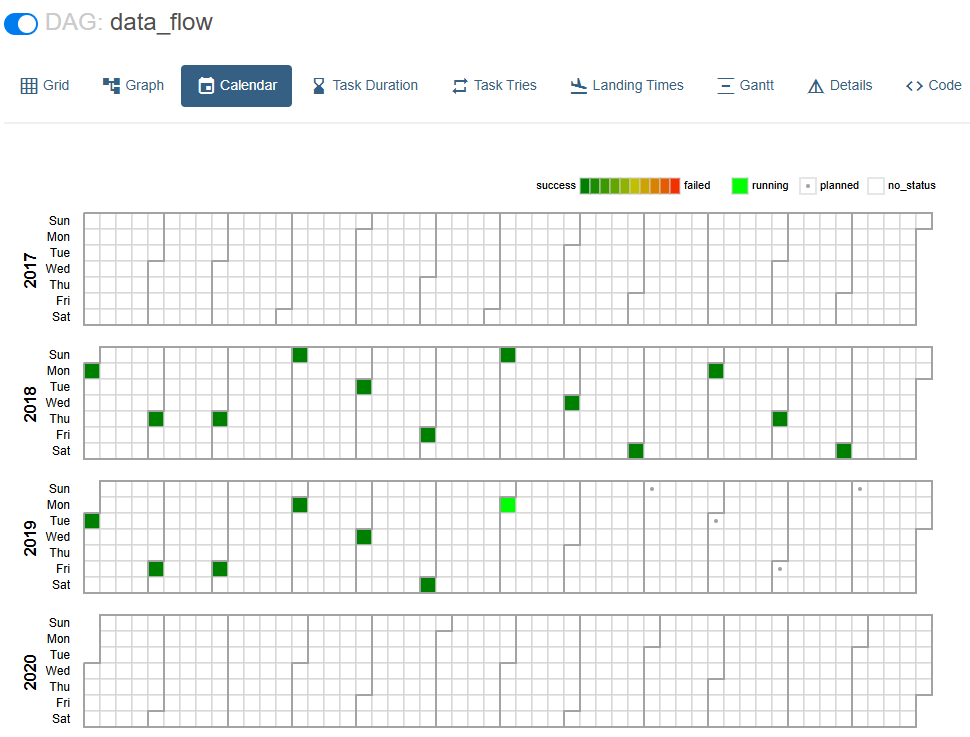 DAG: data_flow
Grid Graph Calendar Task Duration Task Tries Landing Times Gantt Details <> Code
success failed running planned no_status
2017
Sun
Mon
Tue
Wed
Thu
Fri
Sat
2018
Sun
Mon
Tue
Wed
Thu
Fri
Sat
2019
Sun
Mon
Tue
Wed
Thu
Fri
Sat
2020
Sun
Mon
Tue
Wed
Thu
Fri
Sat